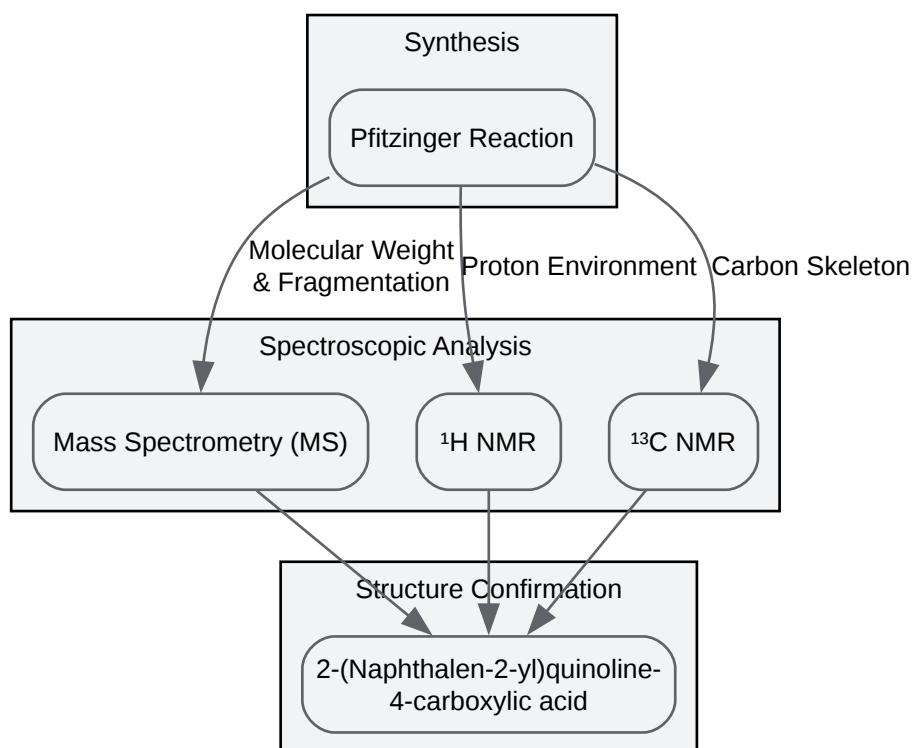 Synthesis
Pfitzinger Reaction
Molecular Weight
& Fragmentation
Proton Environment
Carbon Skeleton
Spectroscopic Analysis
Mass Spectrometry (MS)
¹H NMR
¹³C NMR
Structure Confirmation
2-(Naphthalen-2-yl)quinoline-
4-carboxylic acid